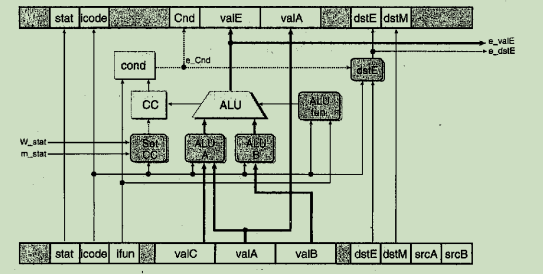 stat icode Cnd valE valA dstE dstM
e_valE
e_dstE
e_Cnd
cond
dstE
CC
ALU
ALU fun.
W_stat
m_stat
Set CC
ALU A
ALU B
stat icode ifun valC valA valB dstE dstM srcA srcB